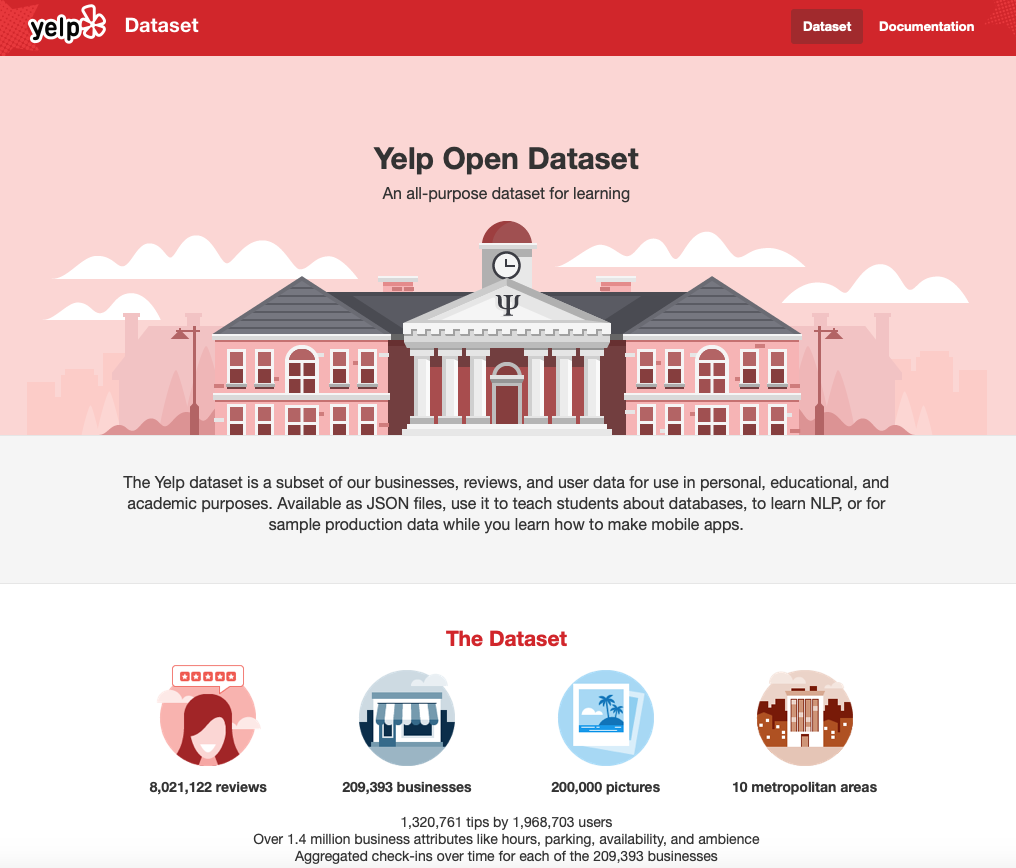 yelp Dataset Dataset Documentation
Yelp Open Dataset
An all-purpose dataset for learning
Ψ
The Yelp dataset is a subset of our businesses, reviews, and user data for use in personal, educational, and
academic purposes. Available as JSON files, use it to teach students about databases, to learn NLP, or for
sample production data while you learn how to make mobile apps.
The Dataset
8,021,122 reviews
209,393 businesses
200,000 pictures
10 metropolitan areas
1,320,761 tips by 1,968,703 users
Over 1.4 million business attributes like hours, parking, availability, and ambience
Aggregated check-ins over time for each of the 209,393 businesses